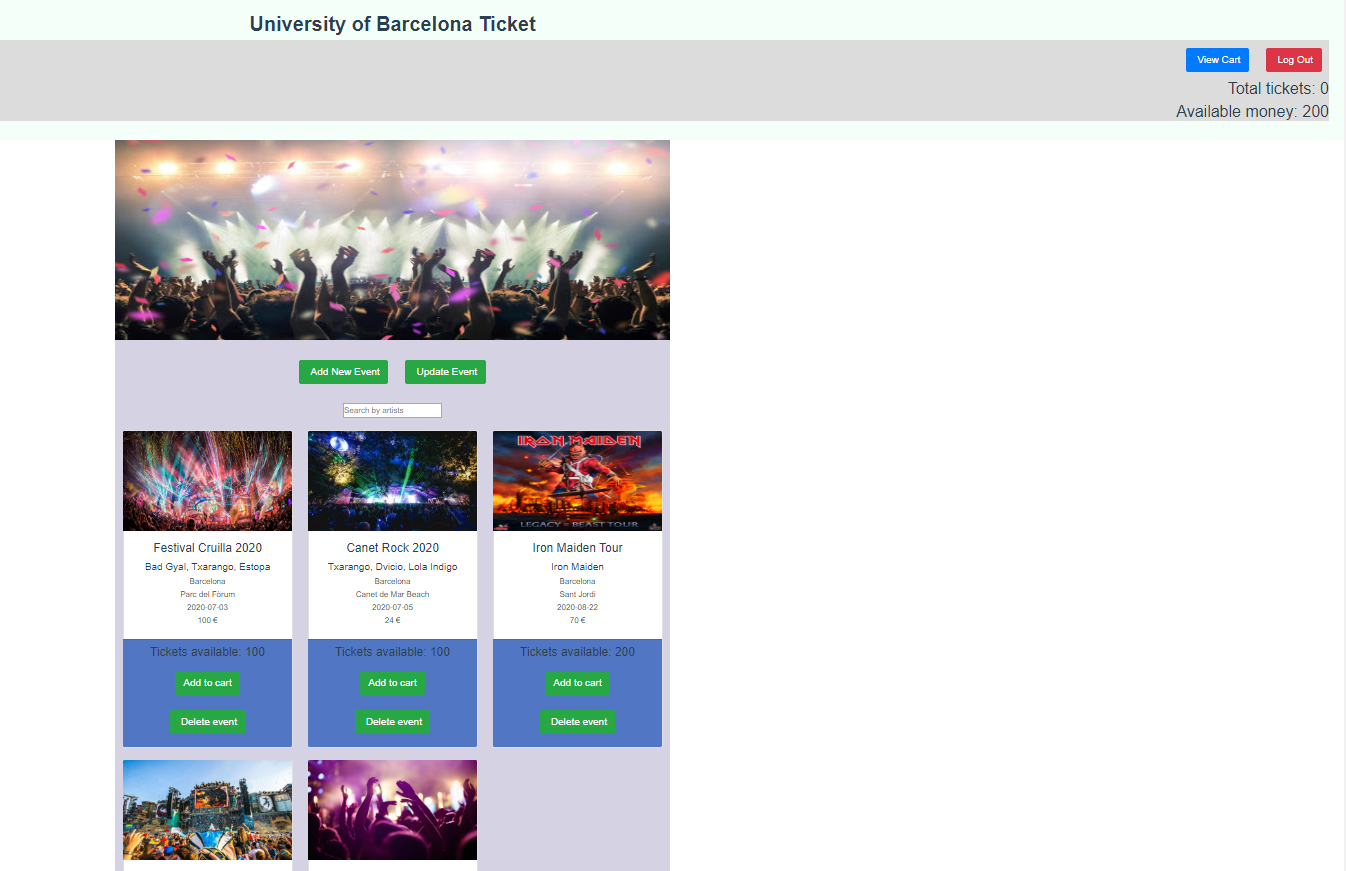 University of Barcelona Ticket
View Cart
Log Out
Total tickets: 0
Available money: 200
Add New Event
Update Event
Search by artists
IRON MAIDEN
LEGACY OF THE BEAST TOUR
Festival Cruilla 2020
Bad Gyal, Txarango, Estopa
Barcelona
Parc del Fòrum
2020-07-03
100 €
Tickets available: 100
Add to cart
Delete event
Canet Rock 2020
Txarango, Dvicio, Lola Indigo
Barcelona
Canet de Mar Beach
2020-07-05
24 €
Tickets available: 100
Add to cart
Delete event
Iron Maiden Tour
Iron Maiden
Barcelona
Sant Jordi
2020-08-22
70 €
Tickets available: 200
Add to cart
Delete event